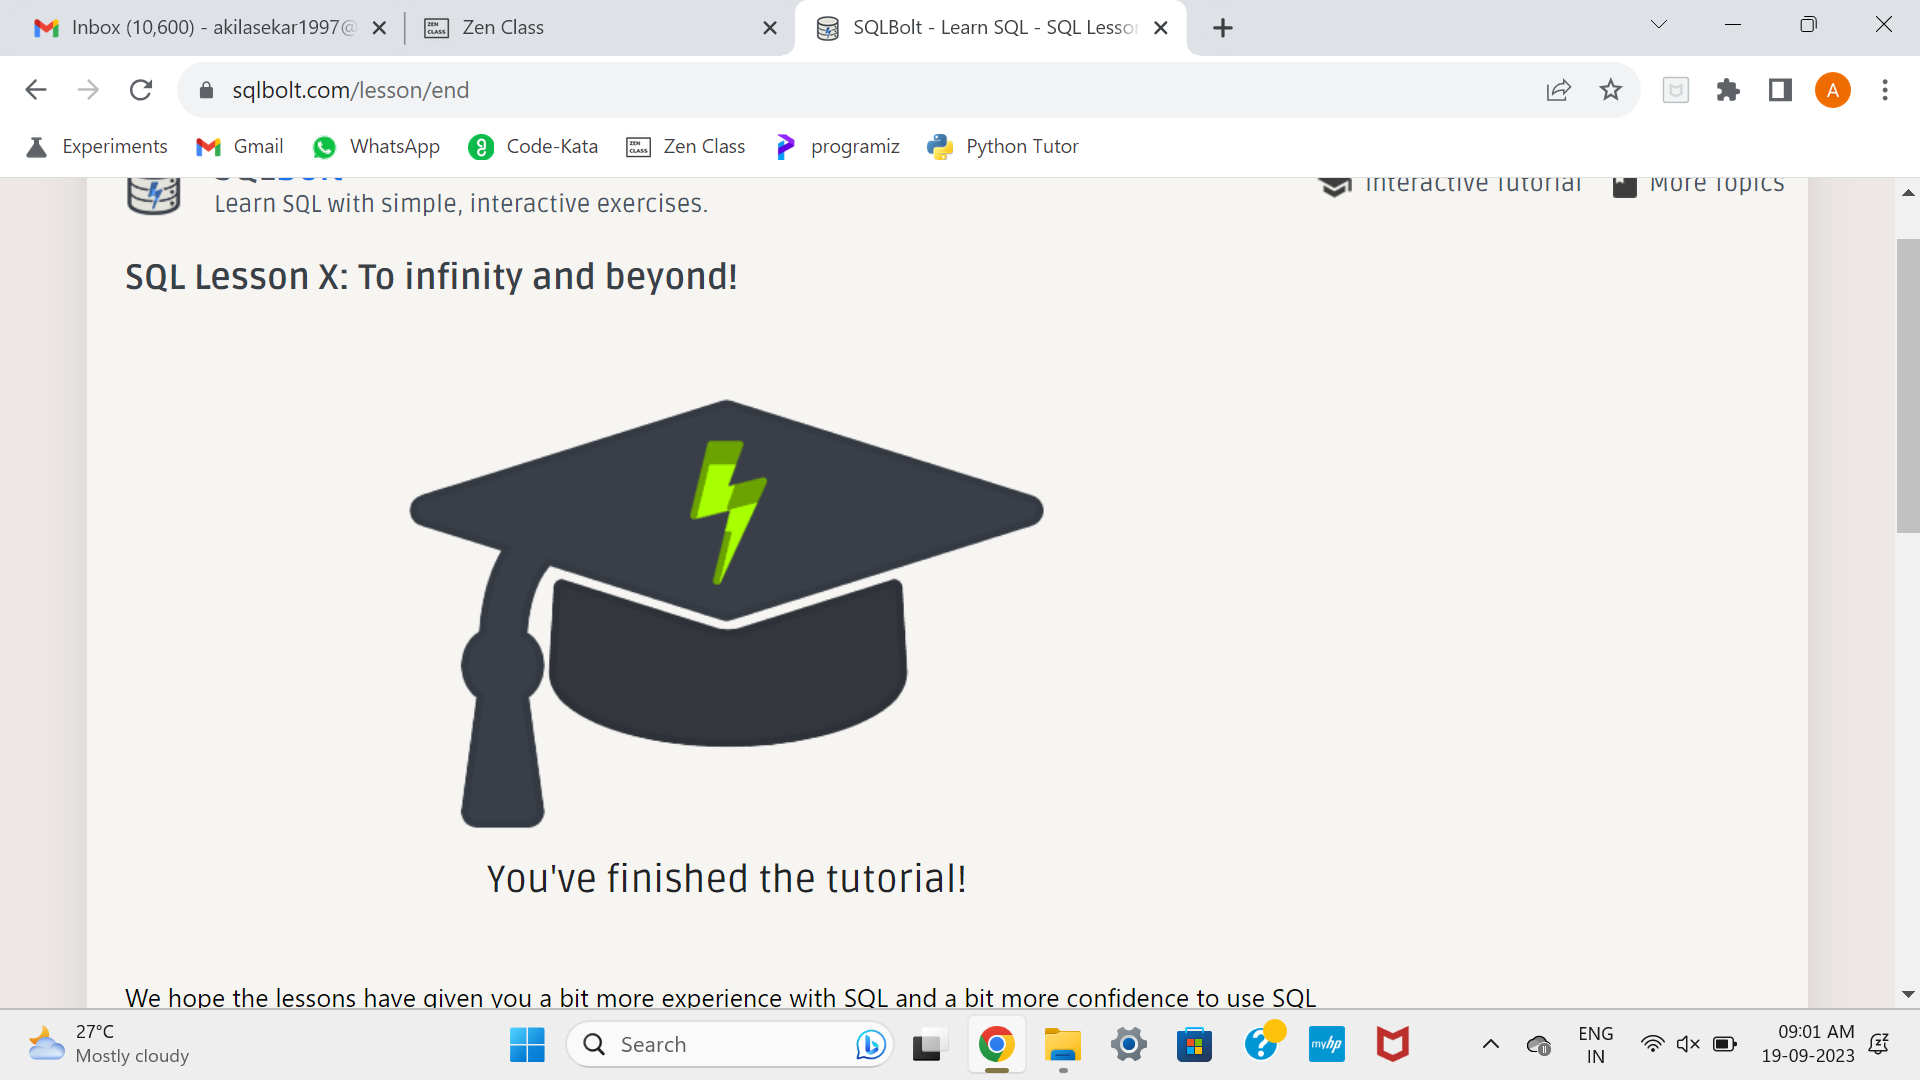 Inbox (10,600) - akilasekar1997@
Zen Class
SQLBolt - Learn SQL - SQL Lesson
sqlbolt.com/lesson/end
A
Experiments
Gmail
WhatsApp
Code-Kata
ZEN CLASS
Zen Class
programiz
Python Tutor
Learn SQL with simple, interactive exercises.
Interactive Tutorial
More Topics
SQL Lesson X: To infinity and beyond!
You've finished the tutorial!
We hope the lessons have given you a bit more experience with SQL and a bit more confidence to use SQL
27°C
Mostly cloudy
Search
myhp
ENG
IN
09:01 AM
19-09-2023